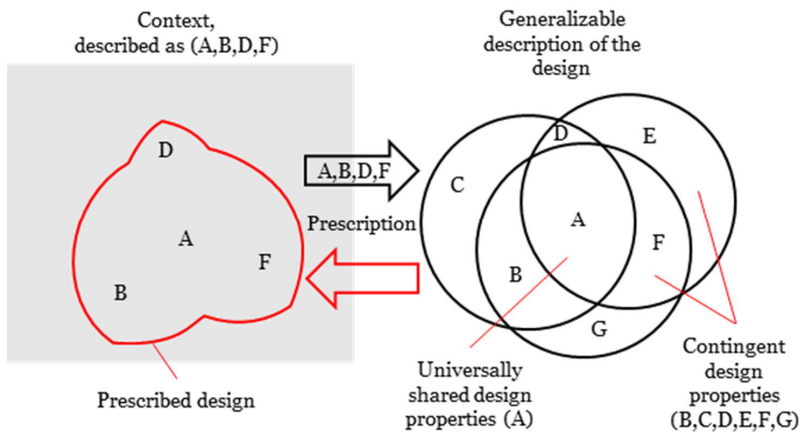 Context,
described as (A,B,D,F)
D
A
F
B
Prescribed design
A,B,D,F
Prescription
Generalizable
description of the
design
D
E
C
A
F
B
G
Universally
shared design
properties (A)
Contingent
design
properties
(B,C,D,E,F,G)